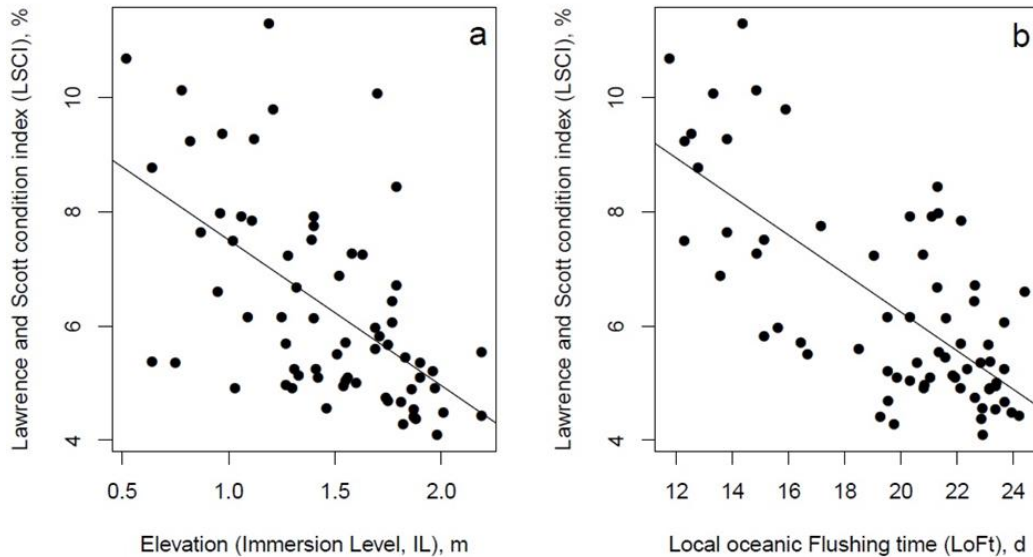 a
Lawrence and Scott condition index (LSCI), %
10
8
6
4
0.5 1.0 1.5 2.0
Elevation (Immersion Level, IL), m
b
Lawrence and Scott condition index (LSCI), %
10
8
6
4
12 14 16 18 20 22 24
Local oceanic Flushing time (LoFt), d